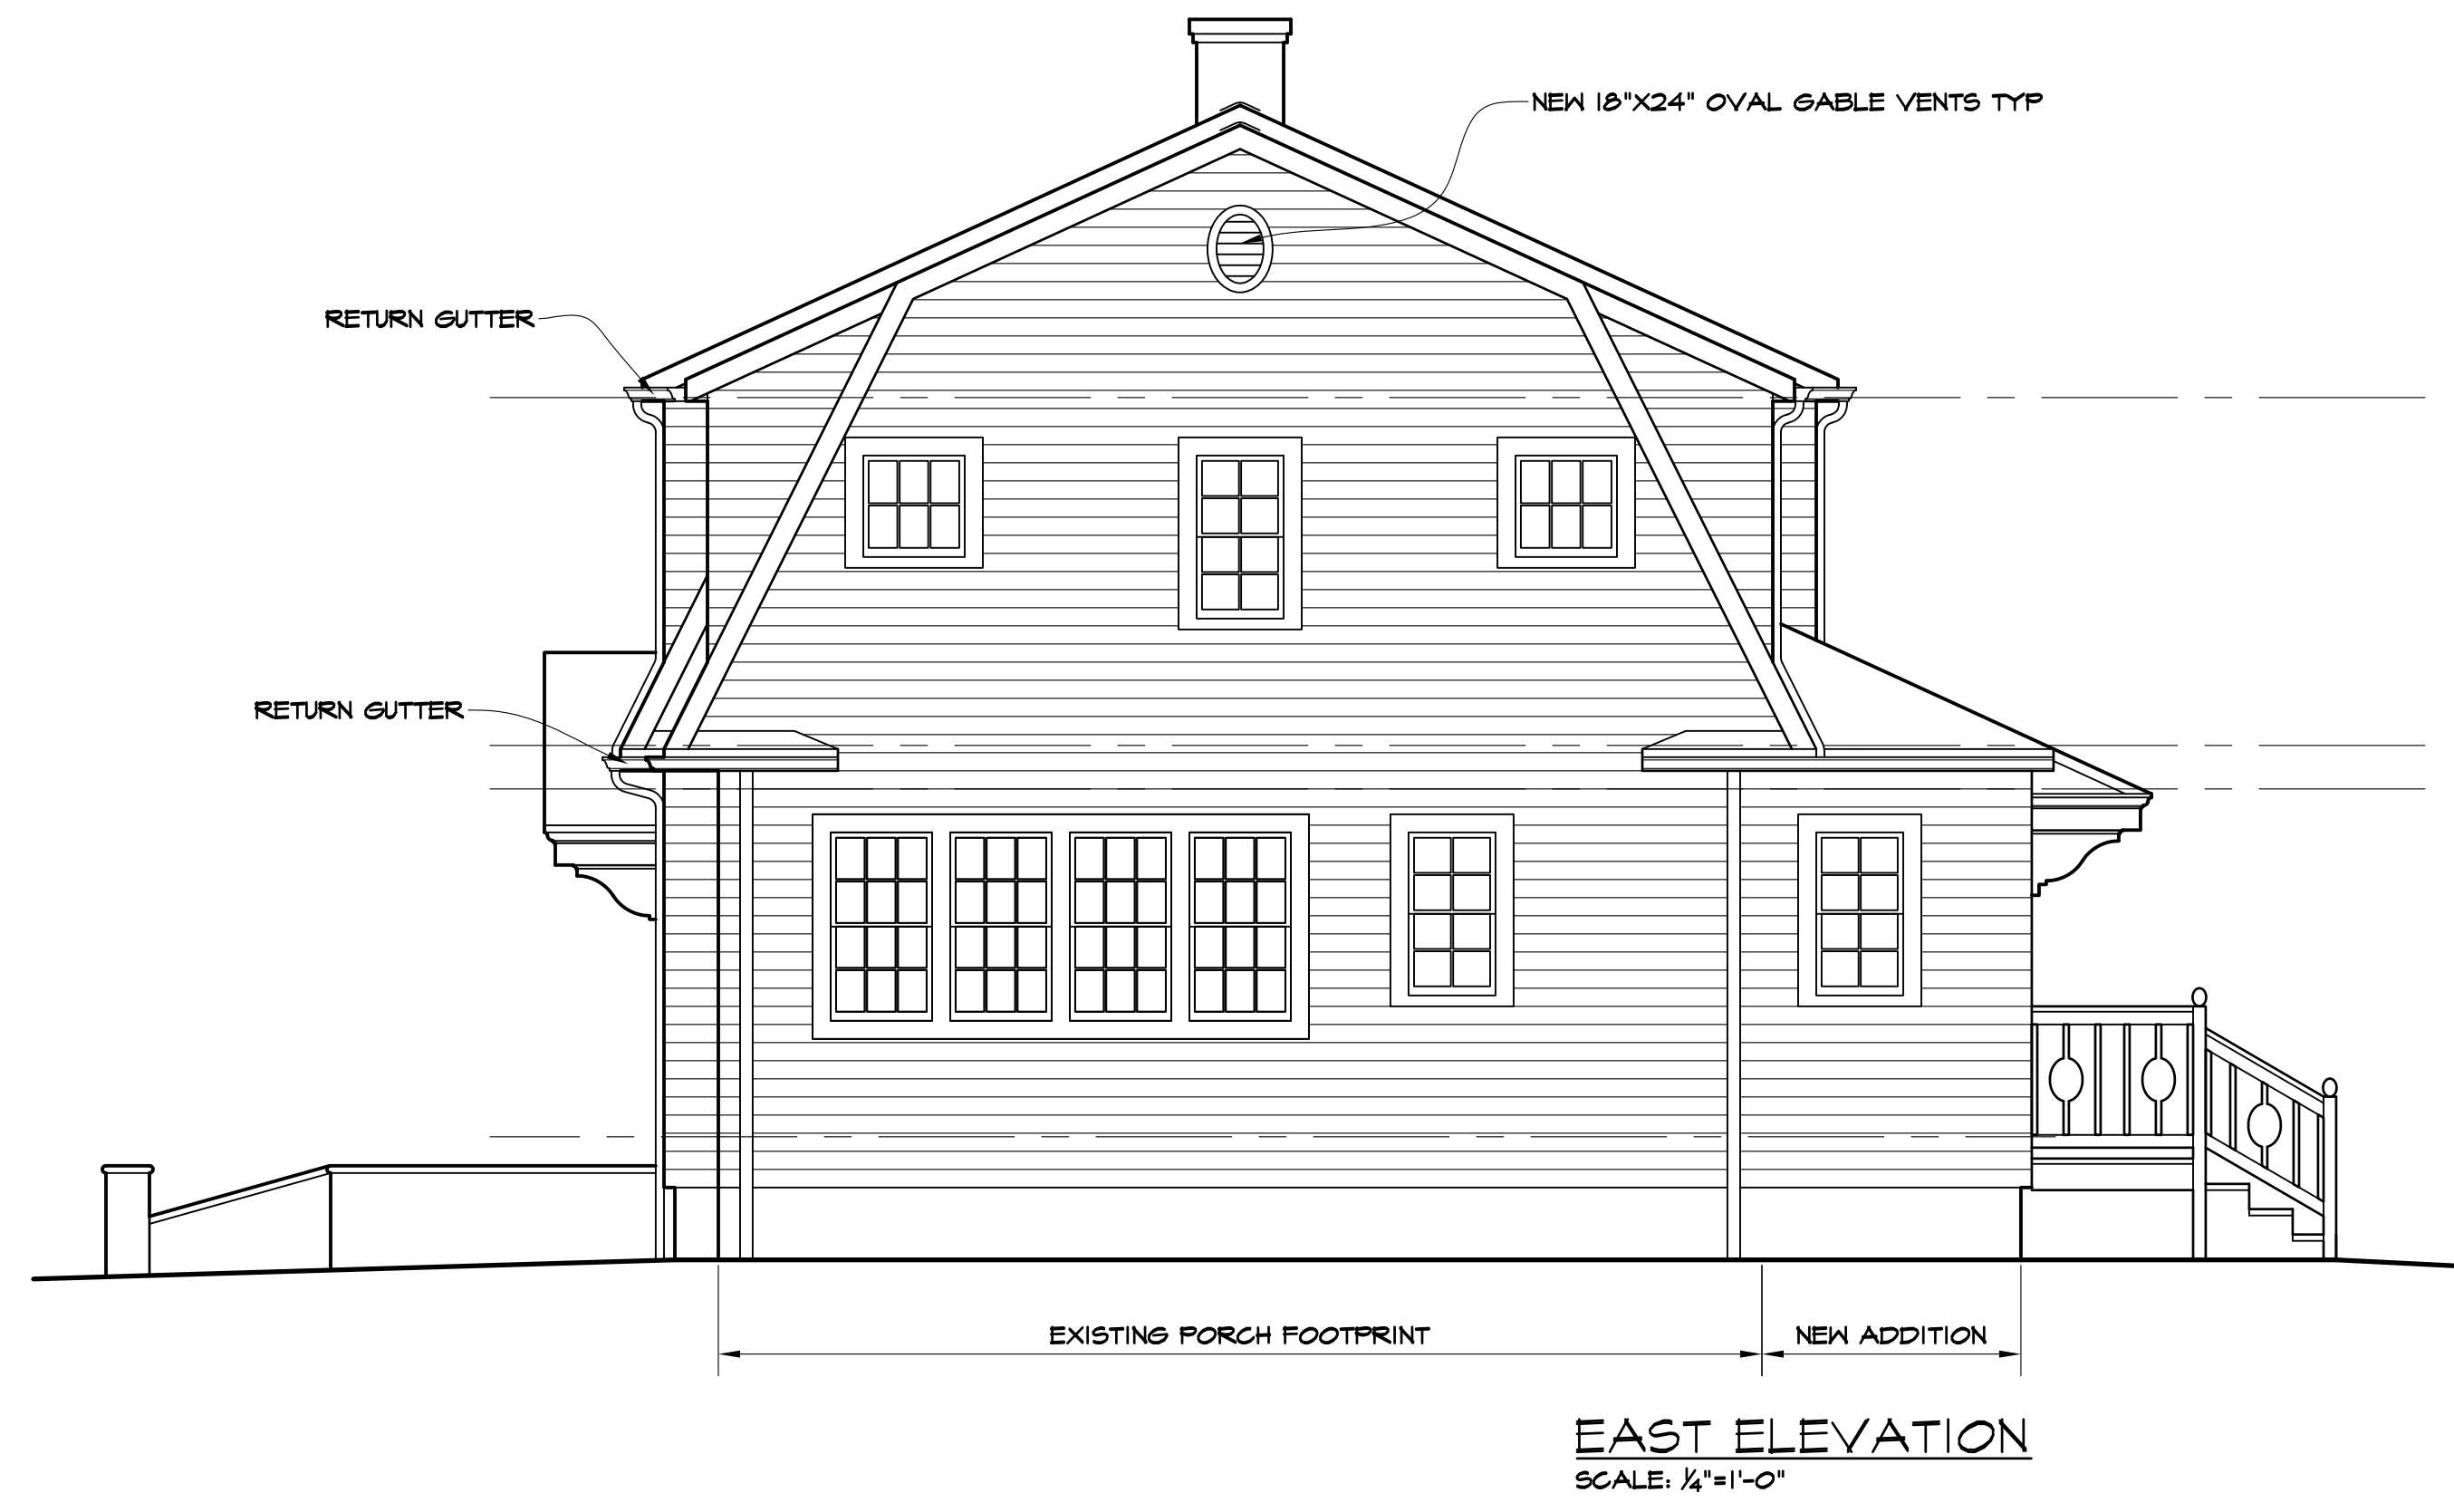 NEW 18"X24" OVAL GABLE VENTS TYP
RETURN GUTTER
RETURN GUTTER
EXISTING PORCH FOOTPRINT
NEW ADDITION
EAST ELEVATION
SCALE: ¼"=1'-0"